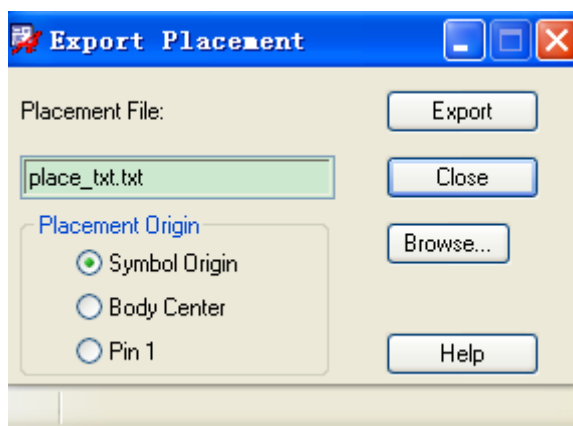 Export Placement
Placement File:
Export
place_txt.txt
Close
Placement Origin
Browse...
Symbol Origin
Body Center
Pin 1
Help